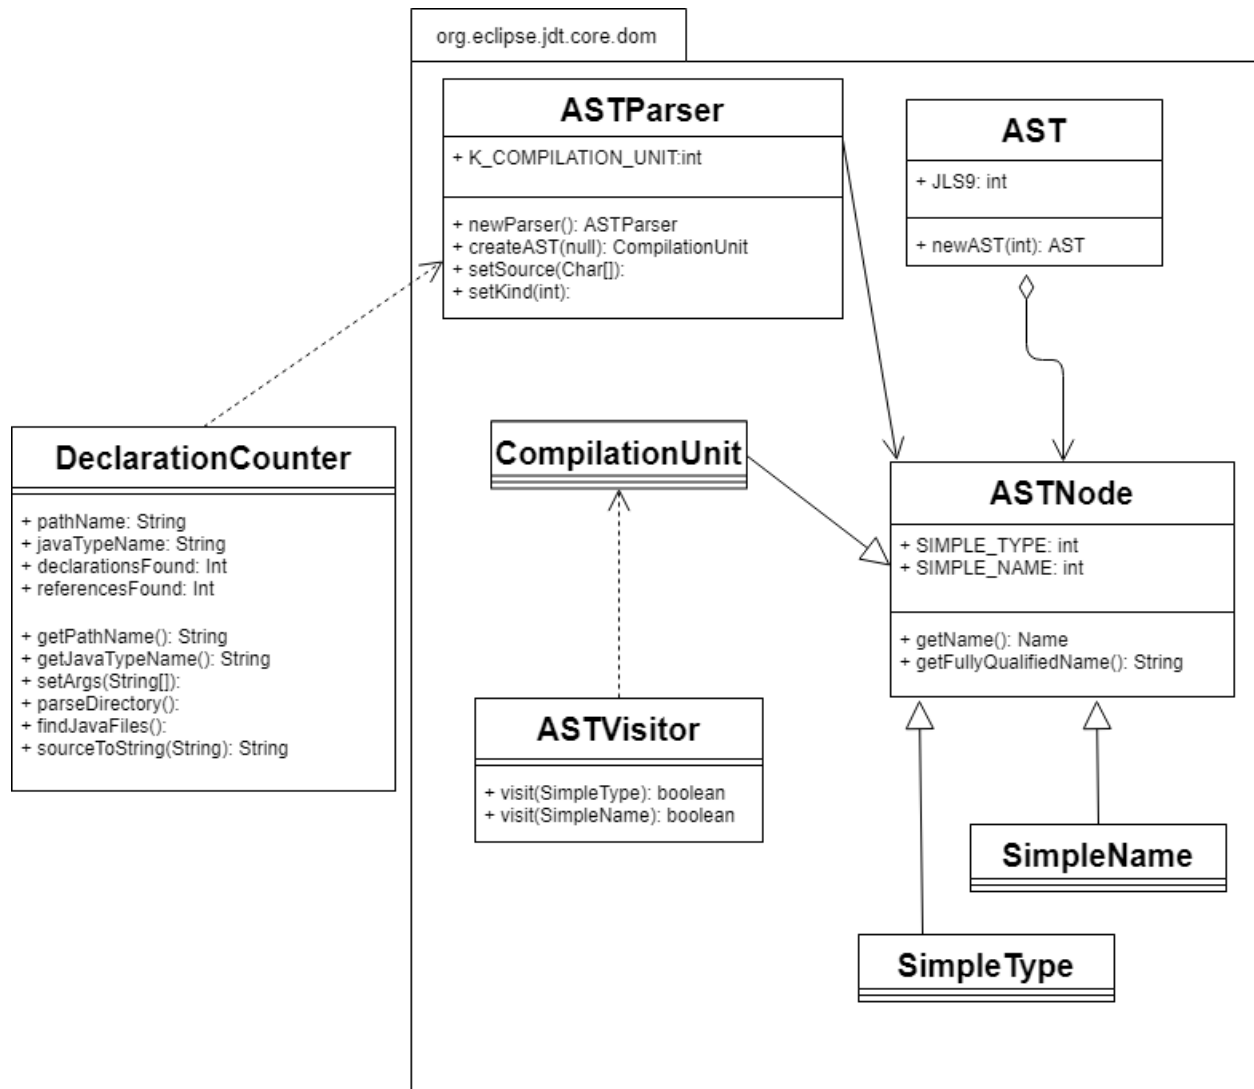 org.eclipse.jdt.core.dom
ASTParser
+ K_COMPILATION_UNIT:int
+ newParser(): ASTParser
+ createAST(null): CompilationUnit
+ setSource(Char[]):
+ setKind(int):
AST
+ JLS9: int
+ newAST(int): AST
DeclarationCounter
+ pathName: String
+ javaTypeName: String
+ declarationsFound: Int
+ referencesFound: Int
+ getPathName(): String
+ getJavaTypeName(): String
+ setArgs(String[]):
+ parseDirectory():
+ findJavaFiles():
+ sourceToString(String): String
CompilationUnit
ASTNode
+ SIMPLE_TYPE: int
+ SIMPLE_NAME: int
+ getName(): Name
+ getFullyQualifiedName(): String
ASTVisitor
+ visit(SimpleType): boolean
+ visit(SimpleName): boolean
SimpleName
SimpleType